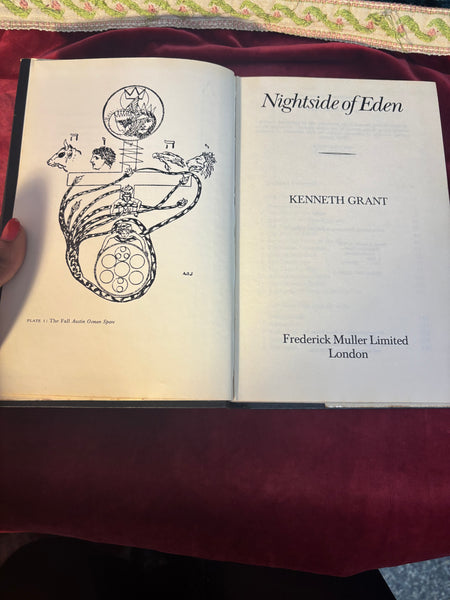 PLATE 1: The Fall Austin Osman Spare
Nightside of Eden
KENNETH GRANT
Frederick Muller Limited
London